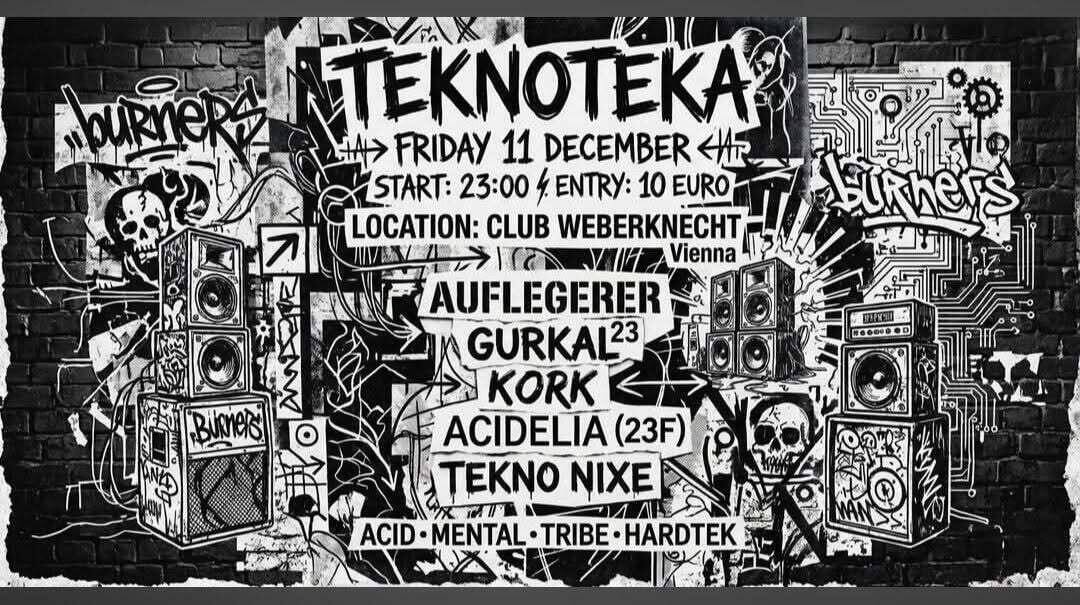 TEKNOTEKA
FRIDAY 11 DECEMBER
START: 23:00 ENTRY: 10 EURO
LOCATION: CLUB WEBERKNECHT
Vienna
AUFLEGERER
GURKAL23
KORK
ACIDELIA (23F)
TEKNO NIXE
ACID • MENTAL • TRIBE • HARDTEK
burners
burners
Burners